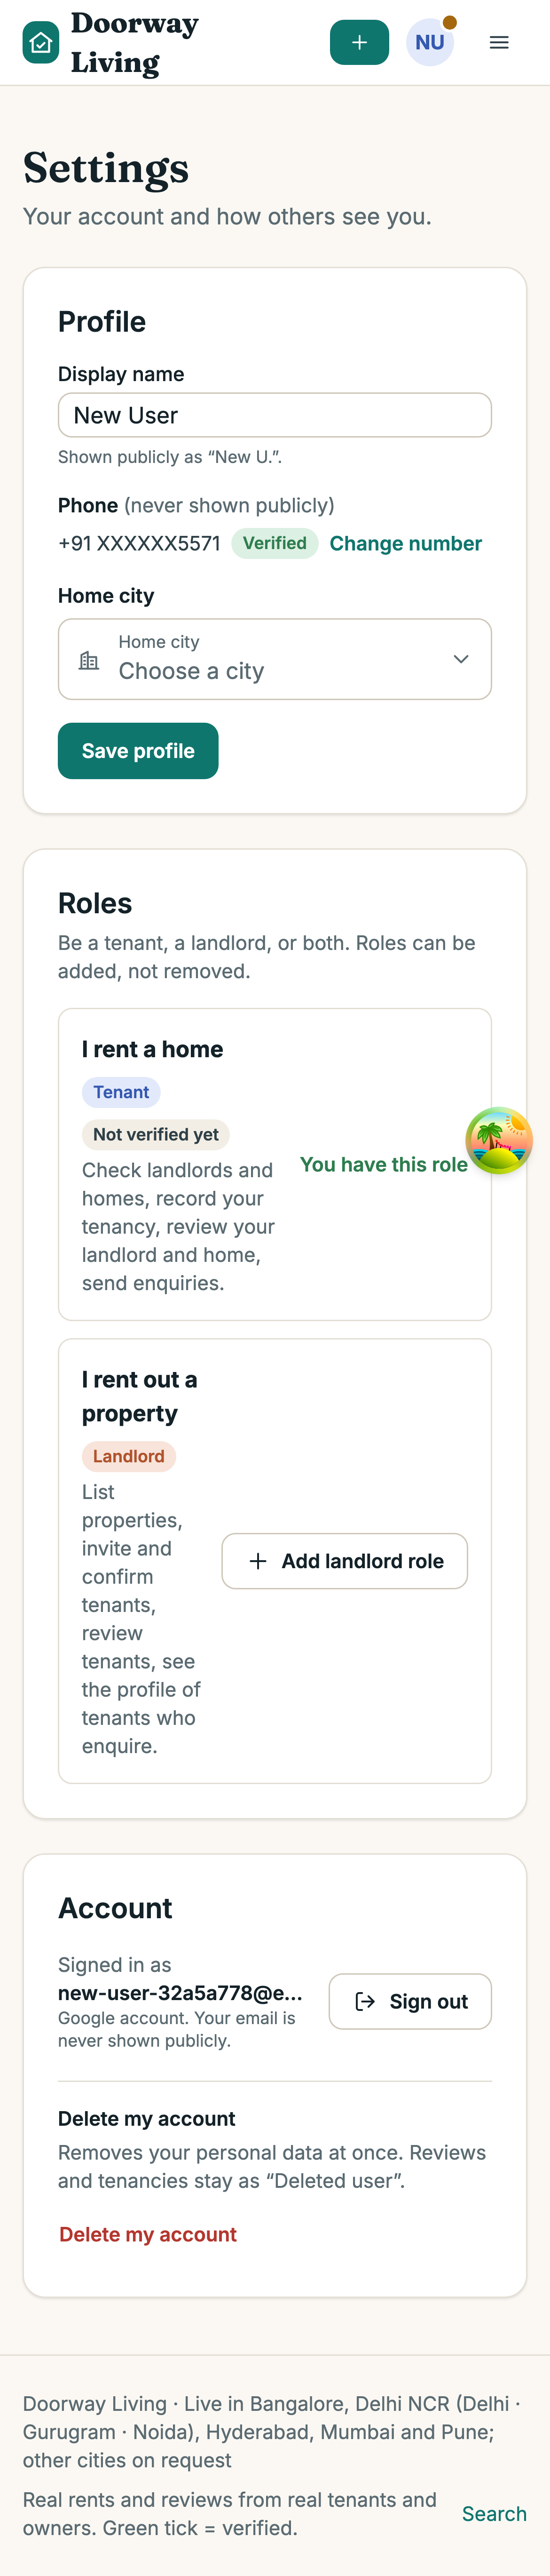 Doorway
Living
NU
Settings
Your account and how others see you.
Profile
Display name
New User
Shown publicly as “New U.”.
Phone (never shown publicly)
+91 XXXXXX5571 Verified Change number
Home city
Home city
Choose a city
Save profile
Roles
Be a tenant, a landlord, or both. Roles can be
added, not removed.
I rent a home
Tenant
Not verified yet
Check landlords and
homes, record your
tenancy, review your
landlord and home,
send enquiries.
You have this role
I rent out a
property
Landlord
List
properties,
invite and
confirm
tenants,
review
tenants, see
the profile of
tenants who
enquire.
Add landlord role
Account
Signed in as
new-user-32a5a778@e...
Google account. Your email is
never shown publicly.
Sign out
Delete my account
Removes your personal data at once. Reviews
and tenancies stay as “Deleted user”.
Delete my account
Doorway Living · Live in Bangalore, Delhi NCR (Delhi ·
Gurugram · Noida), Hyderabad, Mumbai and Pune;
other cities on request
Real rents and reviews from real tenants and
owners. Green tick = verified.
Search